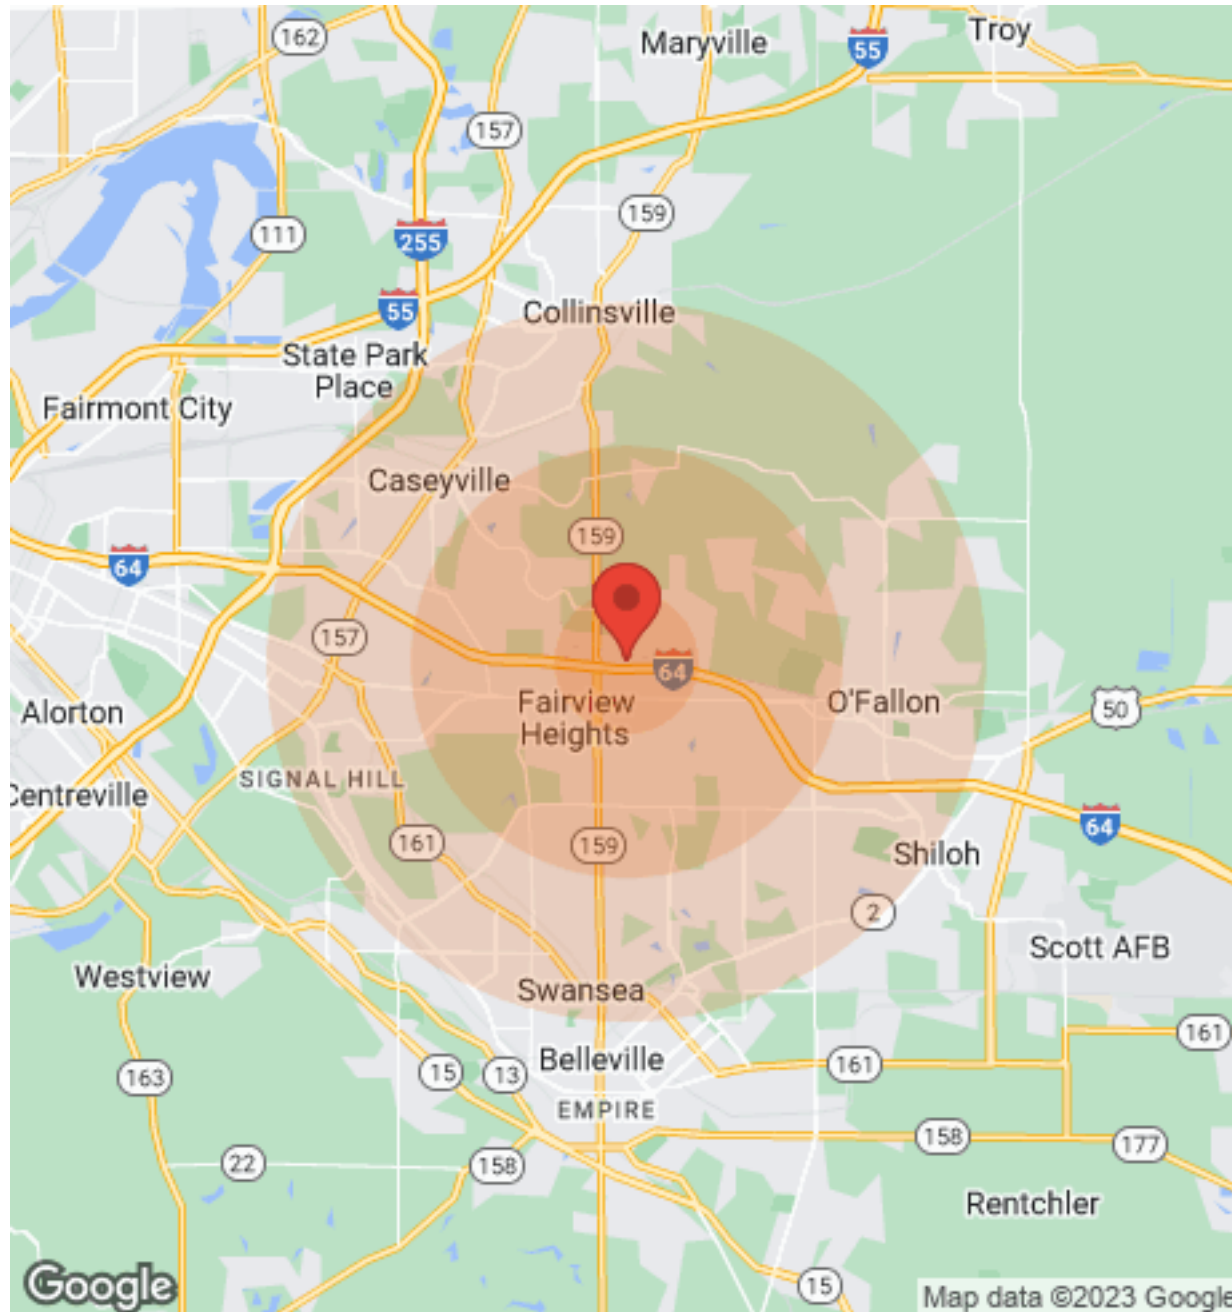 162
Maryville
Troy
55
157
159
111
255
55
Collinsville
State Park
Place
Fairmont City
Caseyville
159
64
157
64
Fairview
Heights
O'Fallon
50
Alorton
SIGNAL HILL
Centreville
64
161
159
Shiloh
2
Scott AFB
Westview
Swansea
161
Belleville
161
163
15
13
EMPIRE
158
177
22
158
Rentchler
15
Google
Map data ©2023 Google